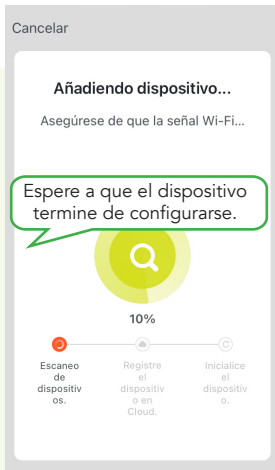 Cancelar
Añadiendo dispositivo...
Asegúrese de que la señal Wi-Fi...
Espere a que el dispositivo
termine de configurarse.
10%
Escaneo
de
dispositiv
os.
Registre
el
dispositiv
o en
Cloud.
Inicialice
el
dispositiv
o.